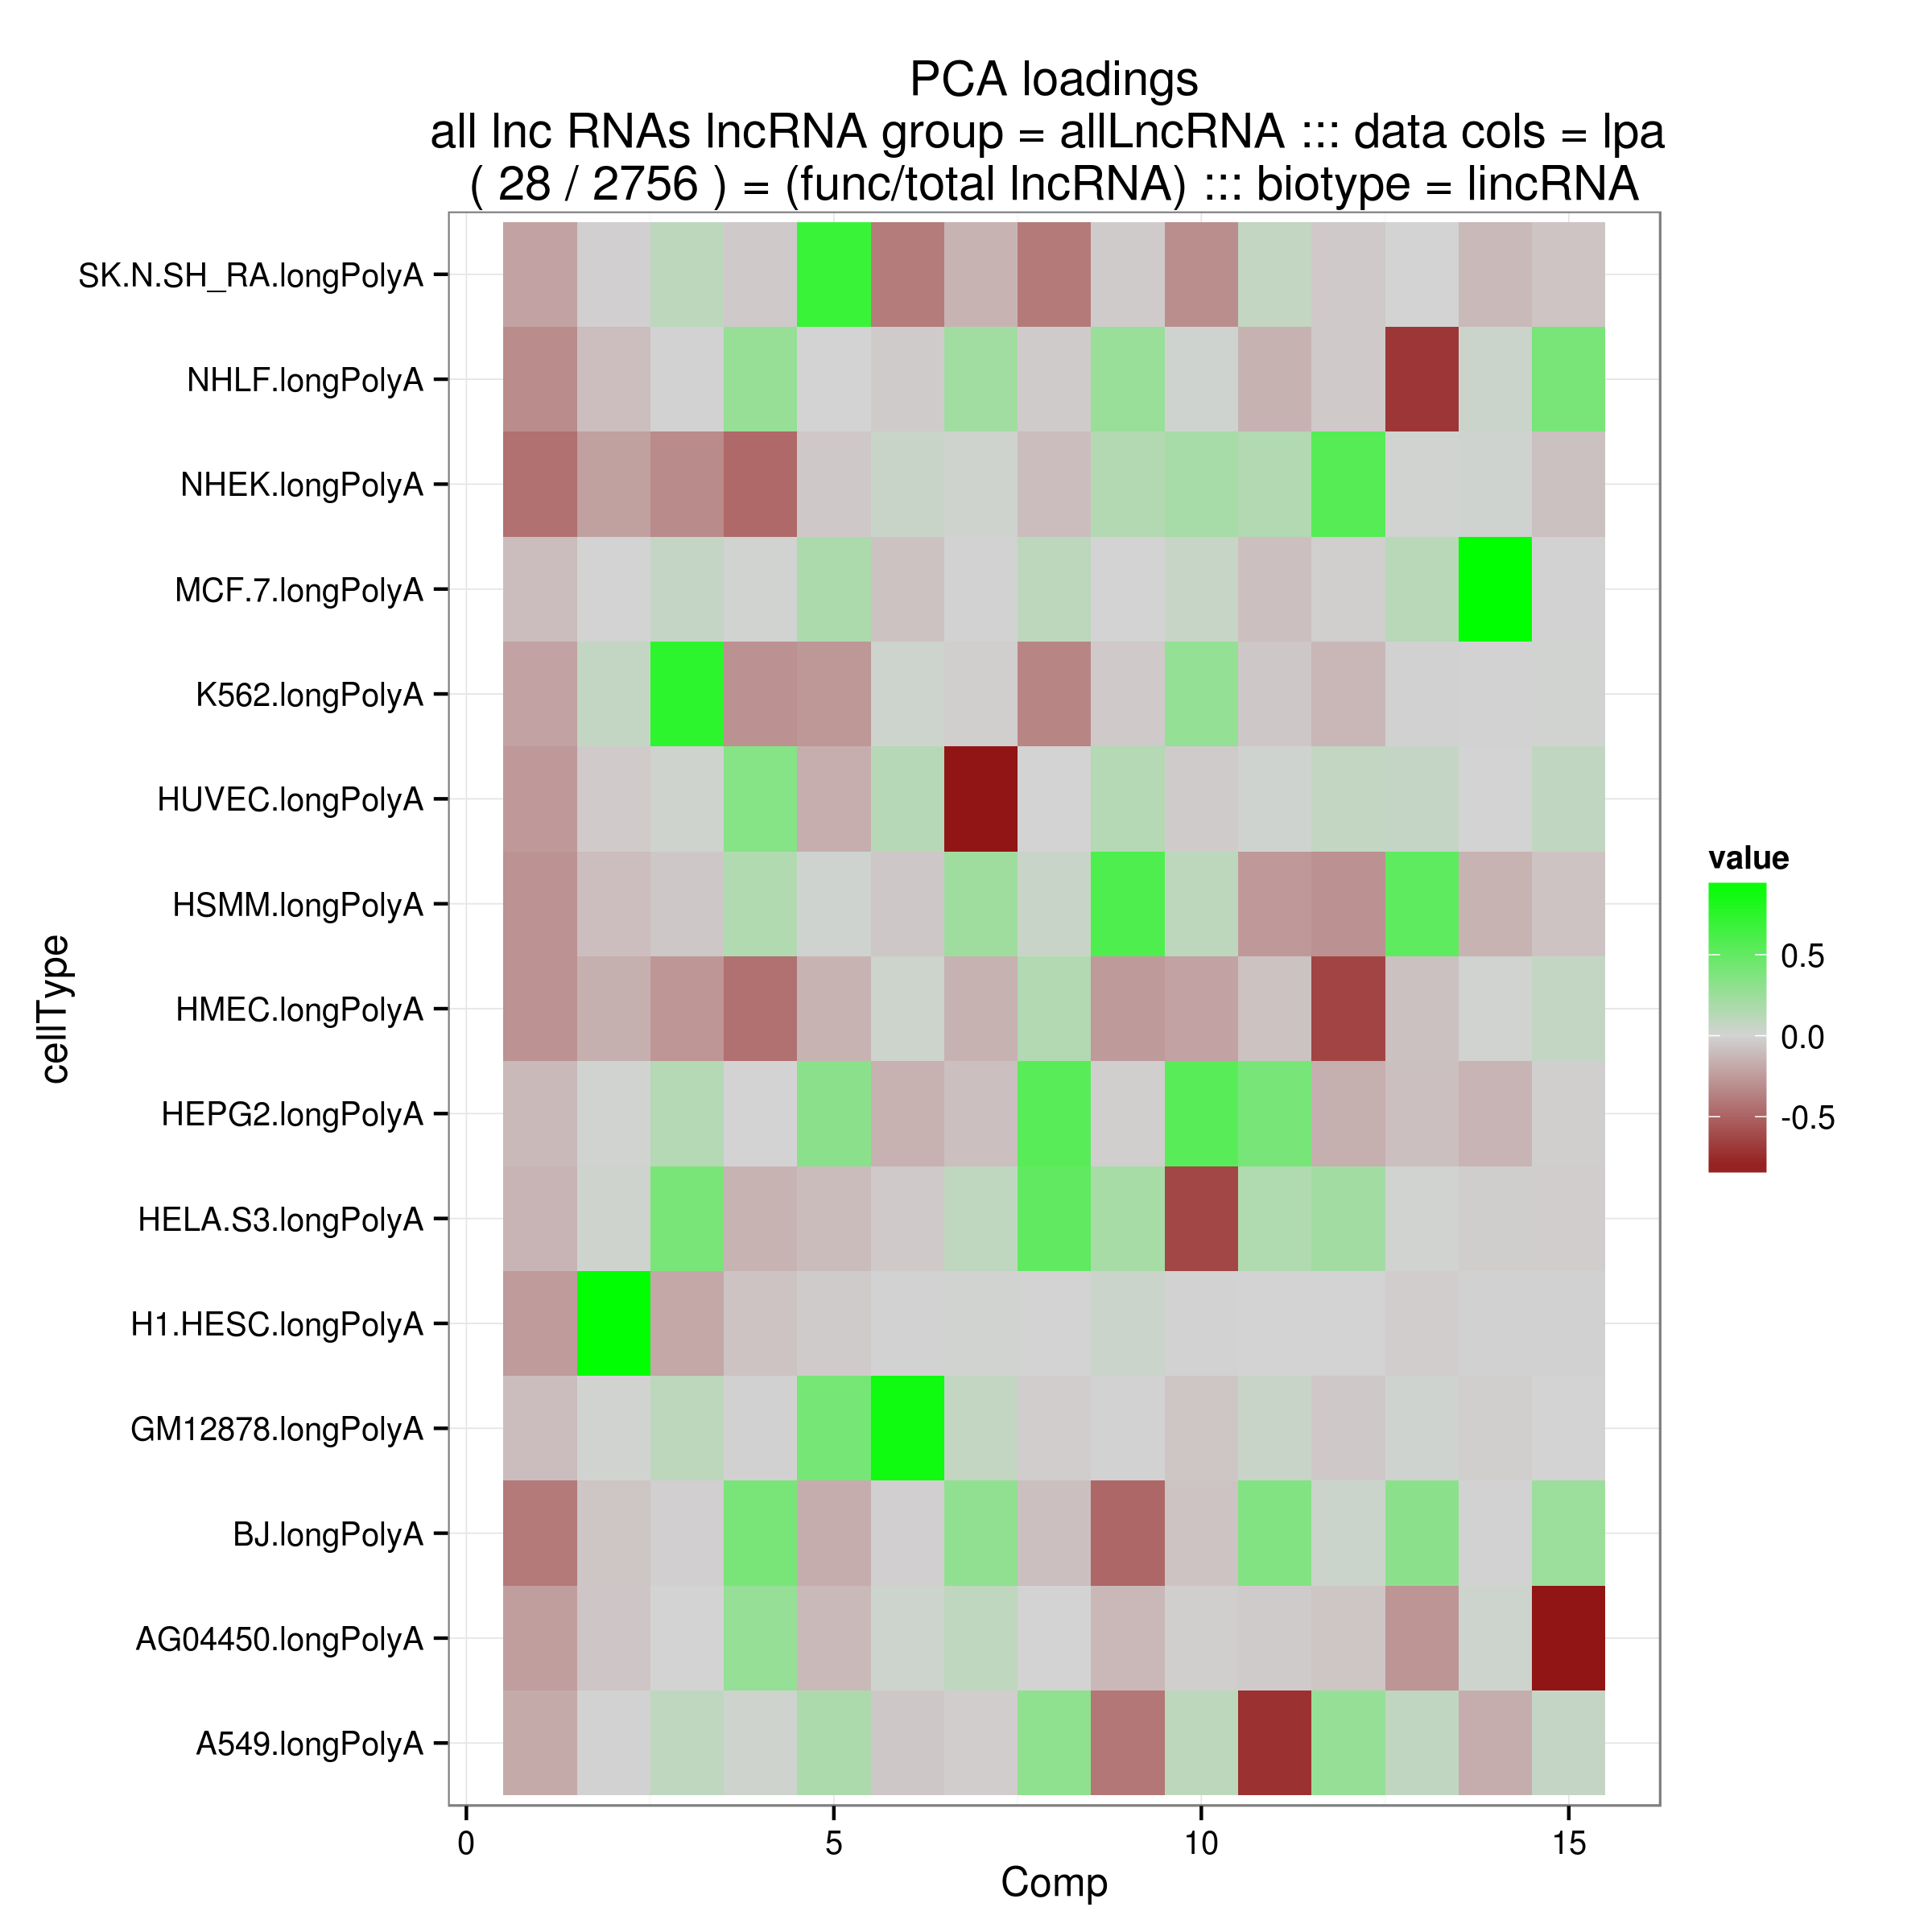 PCA loadings
all lnc RNAs lncRNA group = allLncRNA ::: data cols = lpa
( 28 / 2756 ) = (func/total lncRNA) ::: biotype = lincRNA
SK.N.SH_RA.longPolyA
NHLF.longPolyA
NHEK.longPolyA
MCF.7.longPolyA
K562.longPolyA
HUVEC.longPolyA
HSMM.longPolyA
HMEC.longPolyA
HEPG2.longPolyA
HELA.S3.longPolyA
H1.HESC.longPolyA
GM12878.longPolyA
BJ.longPolyA
AG04450.longPolyA
A549.longPolyA
cellType
0 5 10 15
Comp
value
0.5
0.0
-0.5